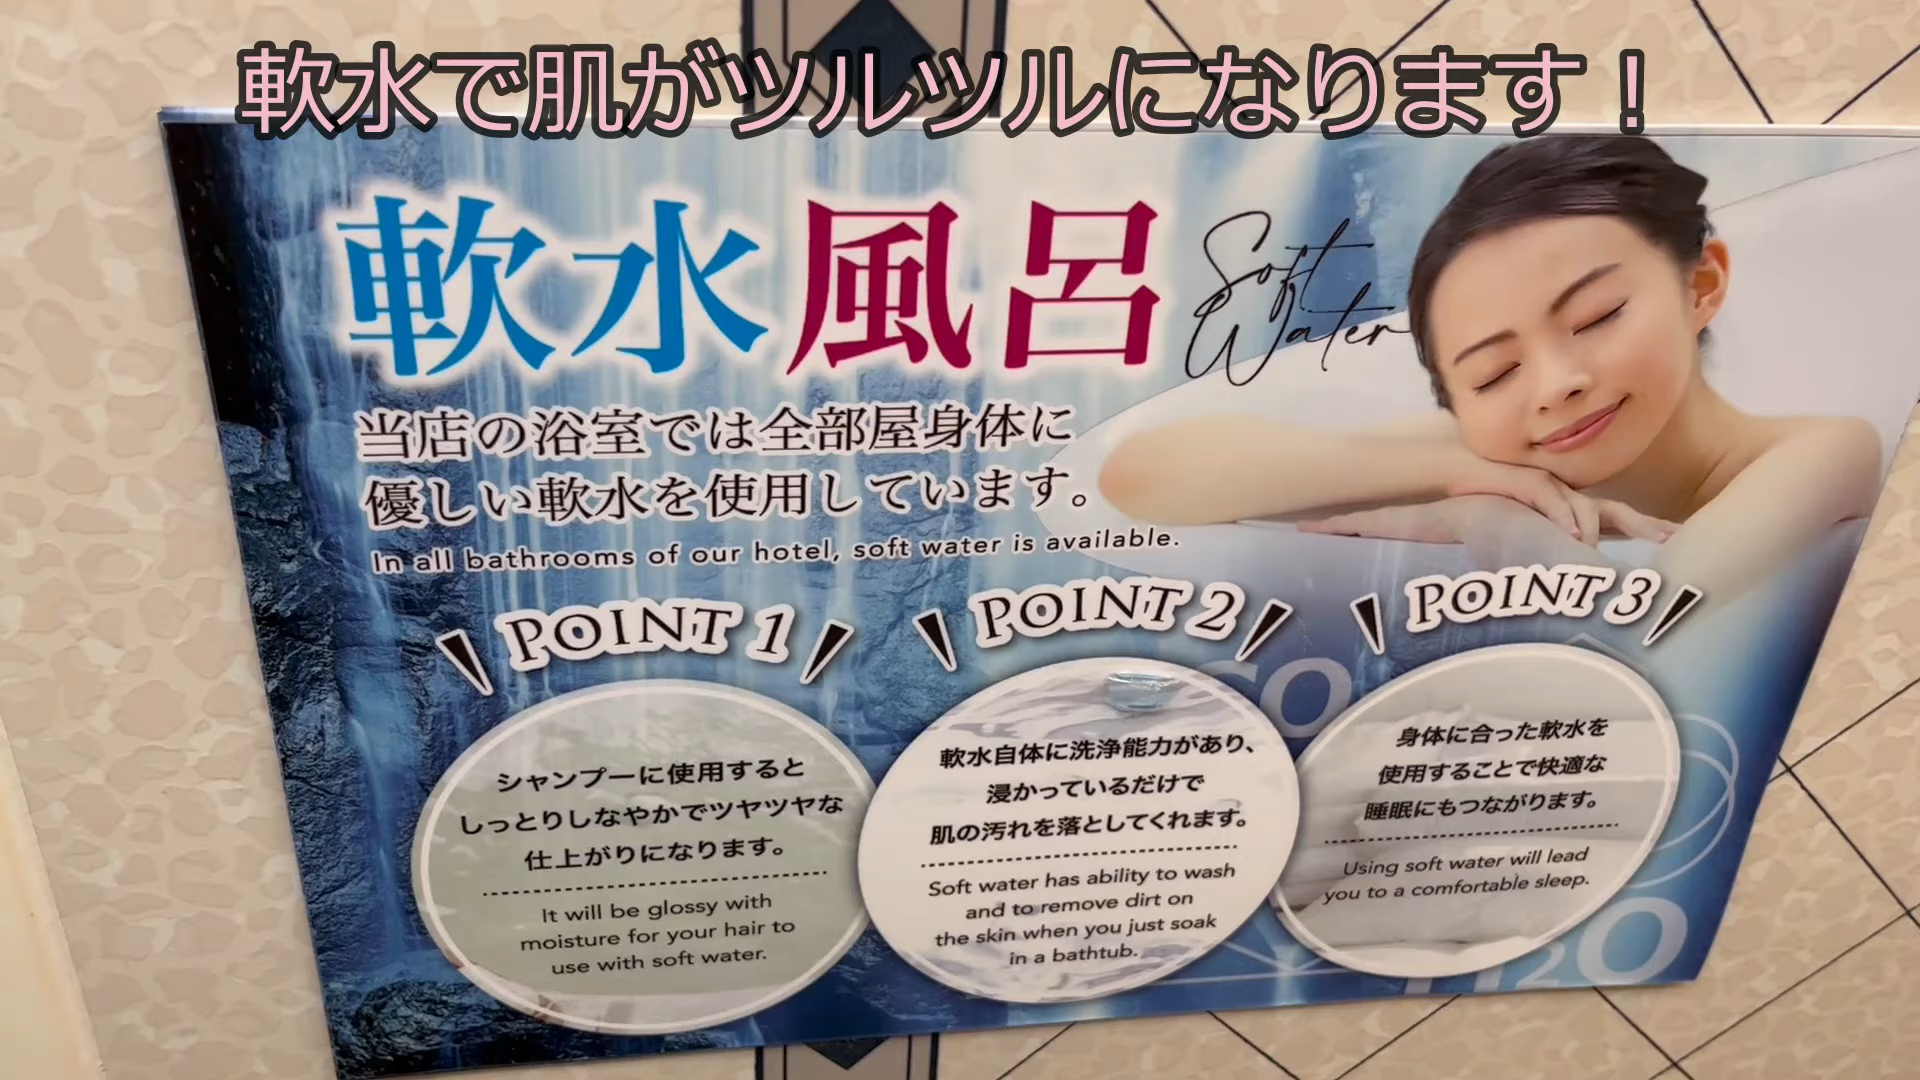 軟水で肌がツルツルになります！
軟水風呂
Soft
Water
当店の浴室では全部屋身体に
優しい軟水を使用しています。
In all bathrooms of our hotel, soft water is available.
POINT 1
シャンプーに使用すると
しっとりしなやかでツヤツヤな
仕上がりになります。
It will be glossy with
moisture for your hair to
use with soft water.
POINT 2
軟水自体に洗浄能力があり、
浸かっているだけで
肌の汚れを落としてくれます。
Soft water has ability to wash
and to remove dirt on
the skin when you just soak
in a bathtub.
POINT 3
身体に合った軟水を
使用することで快適な
睡眠にもつながります。
Using soft water will lead
you to a comfortable sleep.
H2O